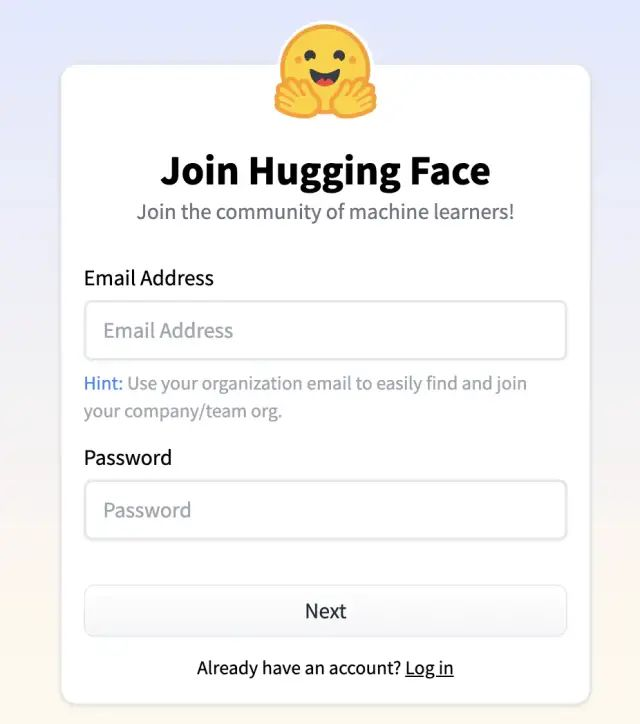 Join Hugging Face
Join the community of machine learners!
Email Address
Email Address
Hint: Use your organization email to easily find and join
your company/team org.
Password
Password
Next
Already have an account? Log in